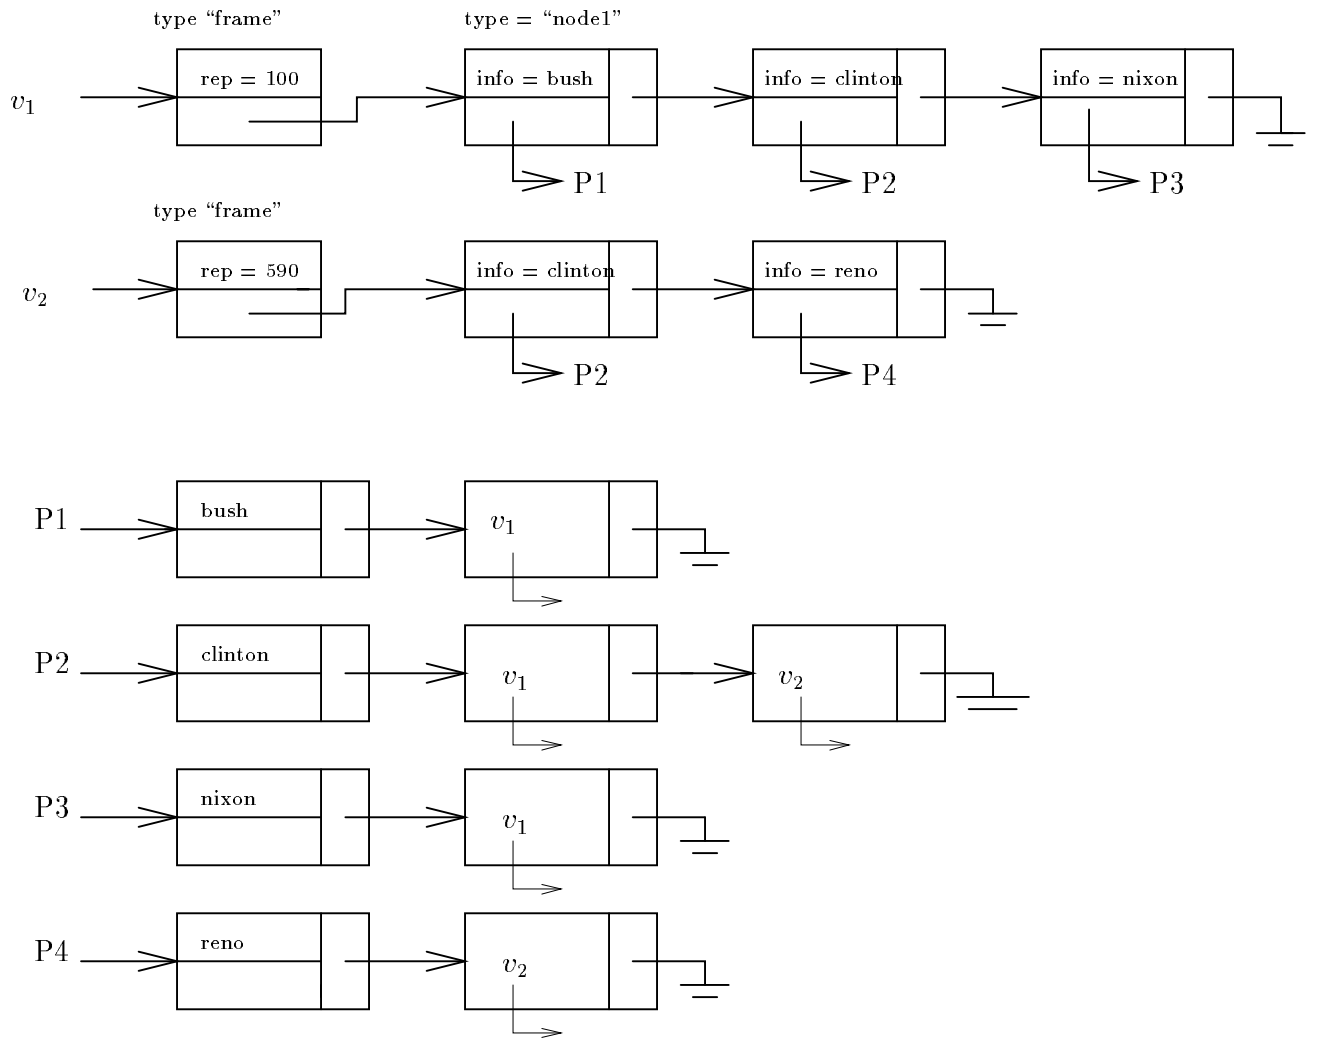 type “frame” type = “node1”
rep = 100 info = bush info = clinton info = nixon
v1
P1 P2 P3
type “frame”
rep = 590 info = clinton info = reno
v2
P2 P4
P1 bush v1
P2 clinton v1 v2
P3 nixon v1
P4 reno v2